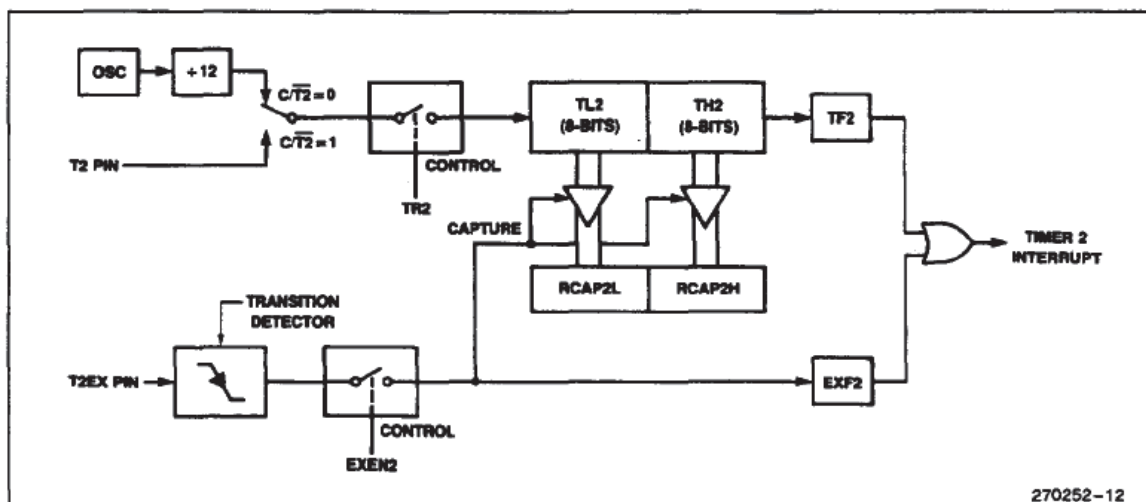 OSC
÷12
C/T2̅=0
C/T2̅=1
T2 PIN
CONTROL
TR2
TL2
(8-BITS)
TH2
(8-BITS)
TF2
CAPTURE
TIMER 2
INTERRUPT
RCAP2L
RCAP2H
TRANSITION
DETECTOR
T2EX PIN
CONTROL
EXEN2
EXF2
270252-12